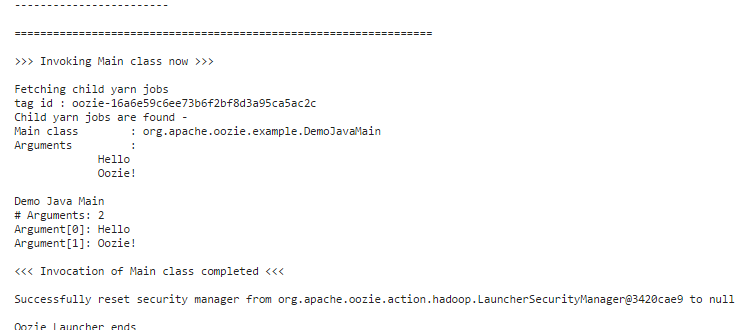 ------------------------
=================================================================
>>> Invoking Main class now >>>
Fetching child yarn jobs
tag id : oozie-16a6e59c6ee73b6f2bf8d3a95ca5ac2c
Child yarn jobs are found -
Main class        : org.apache.oozie.example.DemoJavaMain
Arguments         :
             Hello
             Oozie!
Demo Java Main
# Arguments: 2
Argument[0]: Hello
Argument[1]: Oozie!
<<< Invocation of Main class completed <<<
Successfully reset security manager from org.apache.oozie.action.hadoop.LauncherSecurityManager@3420cae9 to null
Oozie Launcher ends